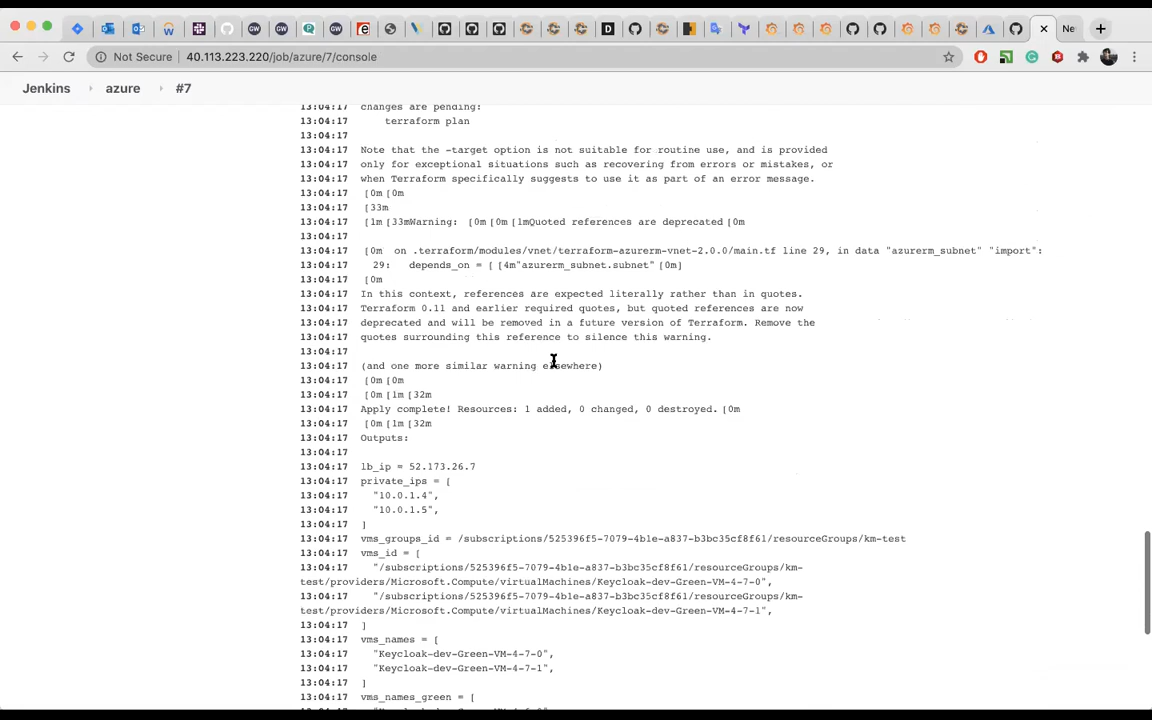 Ne
Not Secure | 40.113.223.220/job/azure/7/console
Jenkins azure #7
13:04:17 changes are pending:
13:04:17 terraform plan
13:04:17
13:04:17 Note that the -target option is not suitable for routine use, and is provided
13:04:17 only for exceptional situations such as recovering from errors or mistakes, or
13:04:17 when Terraform specifically suggests to use it as part of an error message.
13:04:17 [0m [0m
13:04:17 [33m
13:04:17 [1m [33mWarning: [0m [0m [1mQuoted references are deprecated [0m
13:04:17
13:04:17 [0m on .terraform/modules/vnet/terraform-azurerm-vnet-2.0.0/main.tf line 29, in data "azurerm_subnet" "import":
13:04:17 29: depends_on = [ [4m"azurerm_subnet.subnet" [0m]
13:04:17 [0m
13:04:17 In this context, references are expected literally rather than in quotes.
13:04:17 Terraform 0.11 and earlier required quotes, but quoted references are now
13:04:17 deprecated and will be removed in a future version of Terraform. Remove the
13:04:17 quotes surrounding this reference to silence this warning.
13:04:17
13:04:17 (and one more similar warning elsewhere)
13:04:17 [0m [0m
13:04:17 [0m [1m [32m
13:04:17 Apply complete! Resources: 1 added, 0 changed, 0 destroyed. [0m
13:04:17 [0m [1m [32m
13:04:17 Outputs:
13:04:17
13:04:17 lb_ip = 52.173.26.7
13:04:17 private_ips = [
13:04:17 "10.0.1.4",
13:04:17 "10.0.1.5",
13:04:17 ]
13:04:17 vms_groups_id = /subscriptions/525396f5-7079-4b1e-a837-b3bc35cf8f61/resourceGroups/km-test
13:04:17 vms_id = [
13:04:17 "/subscriptions/525396f5-7079-4b1e-a837-b3bc35cf8f61/resourceGroups/km-
test/providers/Microsoft.Compute/virtualMachines/Keycloak-dev-Green-VM-4-7-0",
13:04:17 "/subscriptions/525396f5-7079-4b1e-a837-b3bc35cf8f61/resourceGroups/km-
test/providers/Microsoft.Compute/virtualMachines/Keycloak-dev-Green-VM-4-7-1",
13:04:17 ]
13:04:17 vms_names = [
13:04:17 "Keycloak-dev-Green-VM-4-7-0",
13:04:17 "Keycloak-dev-Green-VM-4-7-1",
13:04:17 ]
13:04:17 vms_names_green = [